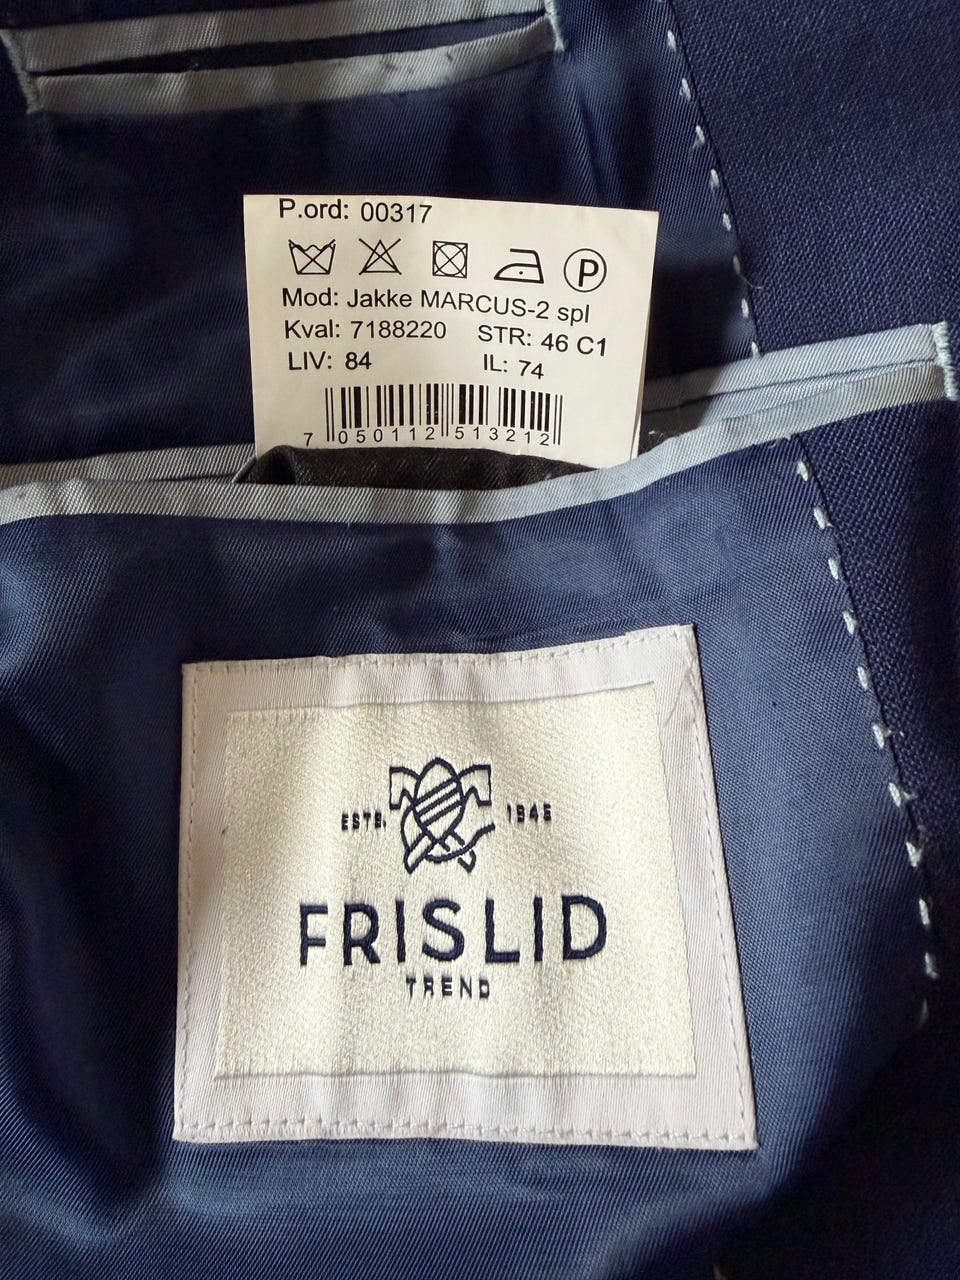 P.ord: 00317
P
Mod: Jakke MARCUS-2 spl
Kval: 7188220 STR: 46 C1
LIV: 84 IL: 74
7 050112 513212
ESTD. 1945
FRISLID
TREND